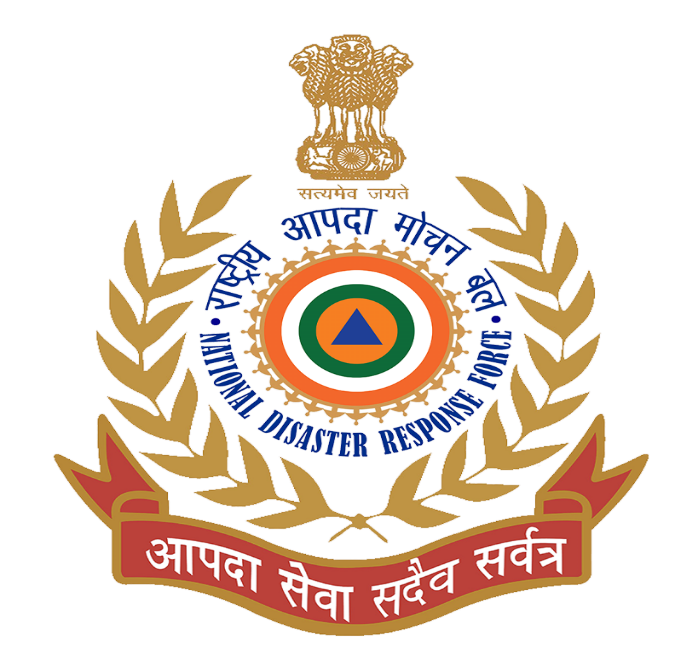 सत्यमेव जयते
राष्ट्रीय आपदा मोचन बल
NATIONAL DISASTER RESPONSE FORCE
आपदा सेवा सदैव सर्वत्र